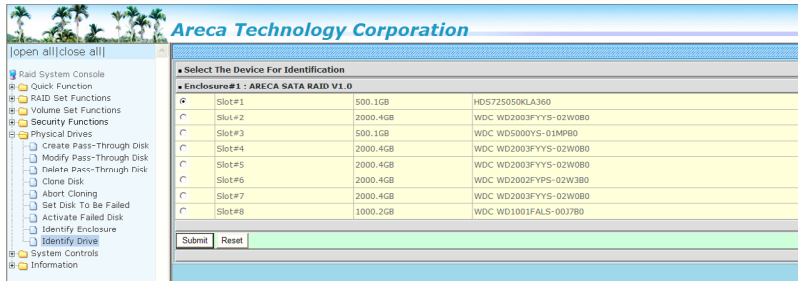 Areca Technology Corporation
|open all|close all|
Raid System Console
Quick Function
RAID Set Functions
Volume Set Functions
Security Functions
Physical Drives
Create Pass-Through Disk
Modify Pass-Through Disk
Delete Pass-Through Disk
Clone Disk
Abort Cloning
Set Disk To Be Failed
Activate Failed Disk
Identify Enclosure
Identify Drive
System Controls
Information
Select The Device For Identification
Enclosure#1 : ARECA SATA RAID V1.0
Slot#1 500.1GB HDS725050KLA360
Slot#2 2000.4GB WDC WD2003FYYS-02W0B0
Slot#3 500.1GB WDC WD5000YS-01MPB0
Slot#4 2000.4GB WDC WD2003FYYS-02W0B0
Slot#5 2000.4GB WDC WD2003FYYS-02W0B0
Slot#6 2000.4GB WDC WD2002FYPS-02W3B0
Slot#7 2000.4GB WDC WD2003FYYS-02W0B0
Slot#8 1000.2GB WDC WD1001FALS-00J7B0
Submit Reset